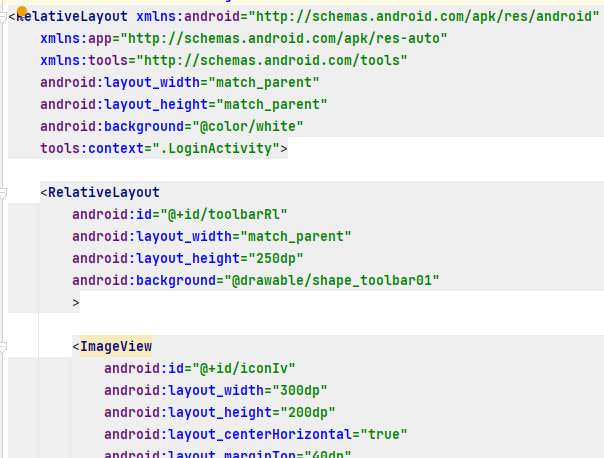 <RelativeLayout xmlns:android="http://schemas.android.com/apk/res/android"
xmlns:app="http://schemas.android.com/apk/res-auto"
xmlns:tools="http://schemas.android.com/tools"
android:layout_width="match_parent"
android:layout_height="match_parent"
android:background="@color/white"
tools:context=".LoginActivity">
<RelativeLayout
android:id="@+id/toolbarRl"
android:layout_width="match_parent"
android:layout_height="250dp"
android:background="@drawable/shape_toolbar01"
>
<ImageView
android:id="@+id/iconIv"
android:layout_width="300dp"
android:layout_height="200dp"
android:layout_centerHorizontal="true"
android:layout_marginTop="40dp"